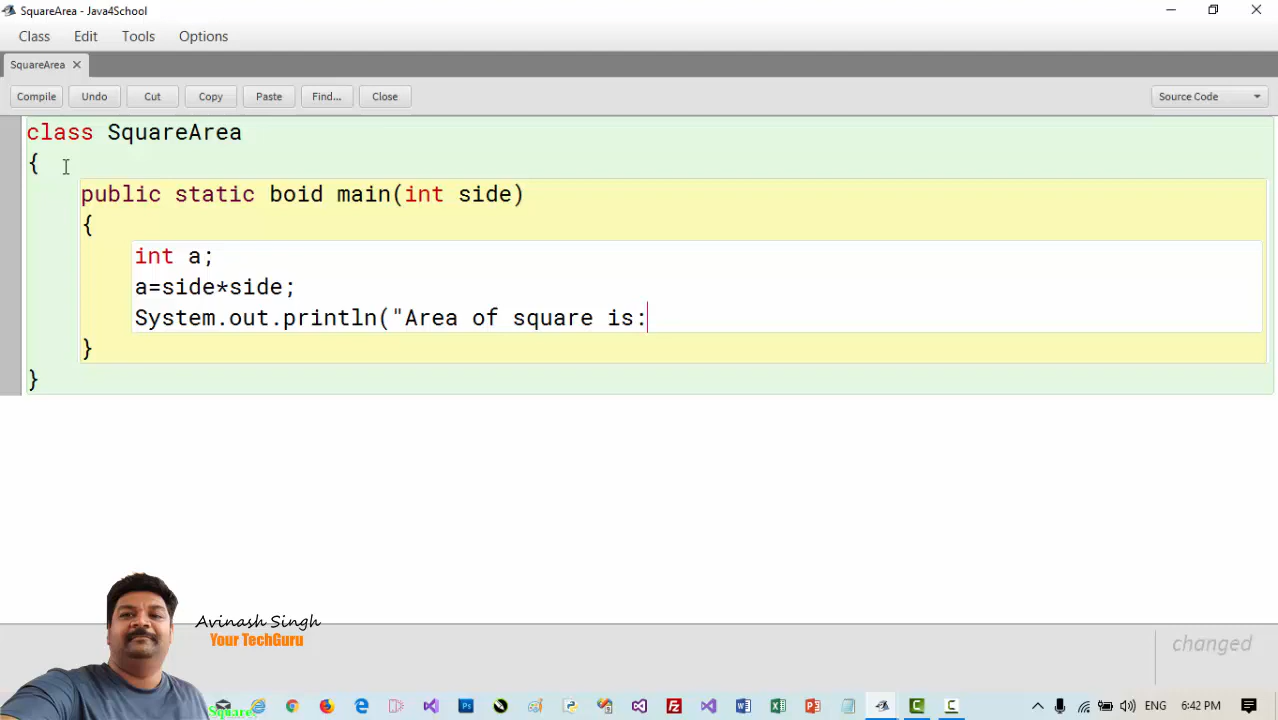 SquareArea - Java4School
Class Edit Tools Options
SquareArea
Compile Undo Cut Copy Paste Find... Close Source Code
class SquareArea
{
public static boid main(int side)
{
int a;
a=side*side;
System.out.println("Area of square is:
}
}
Avinash Singh
Your TechGuru
changed
Square
ENG 6:42 PM